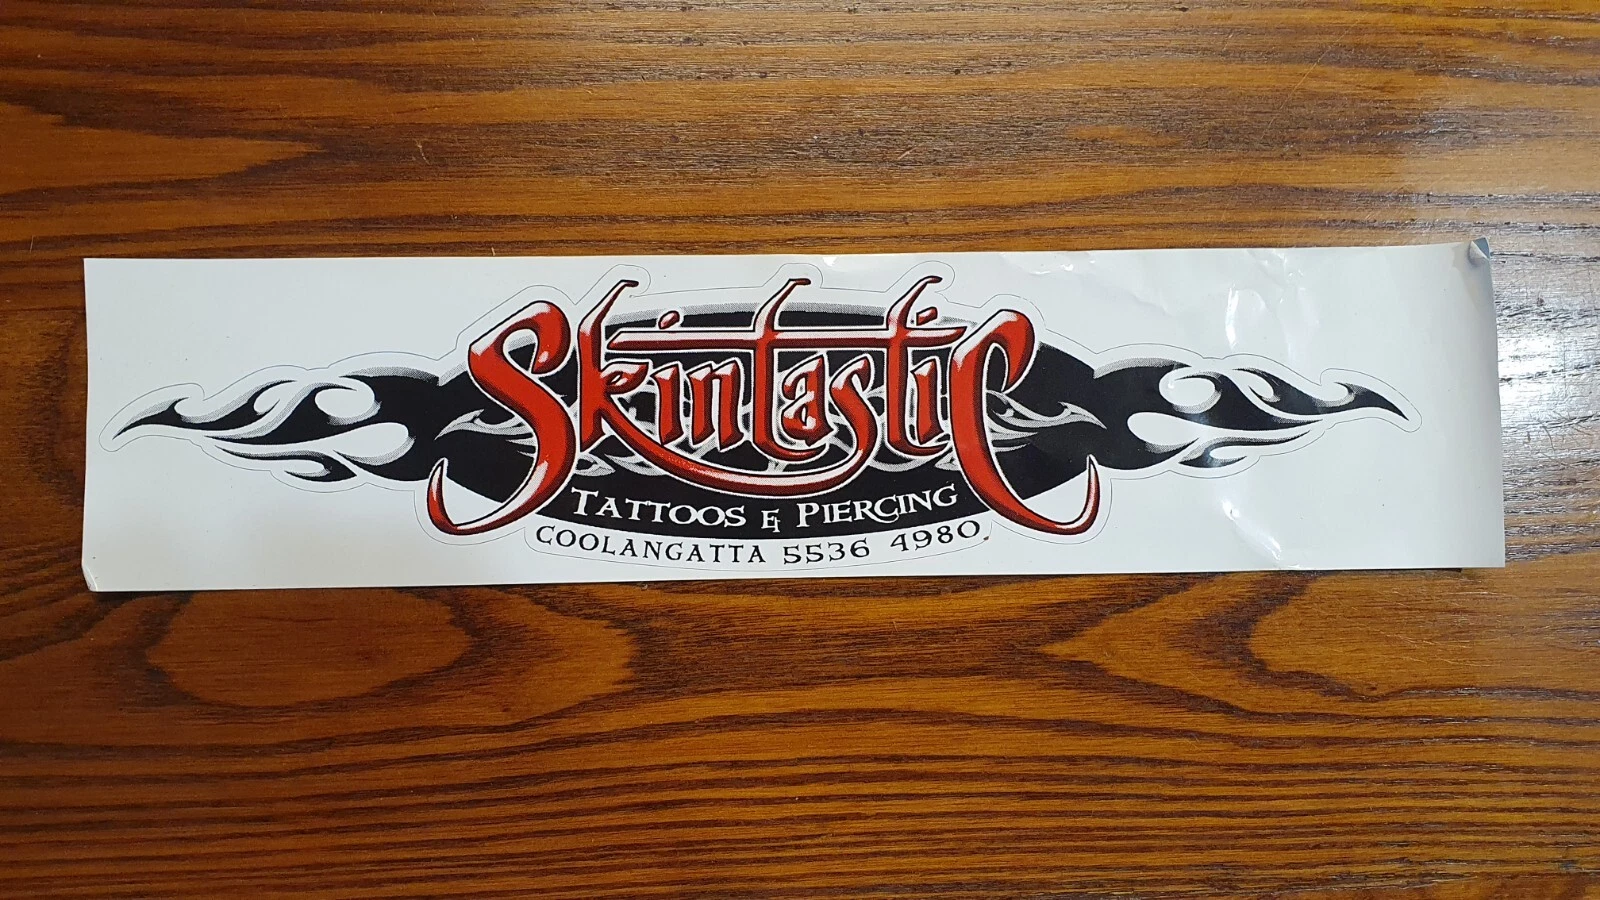 Skintastic
TATTOOS & PIERCING
COOLANGATTA 5536 4980